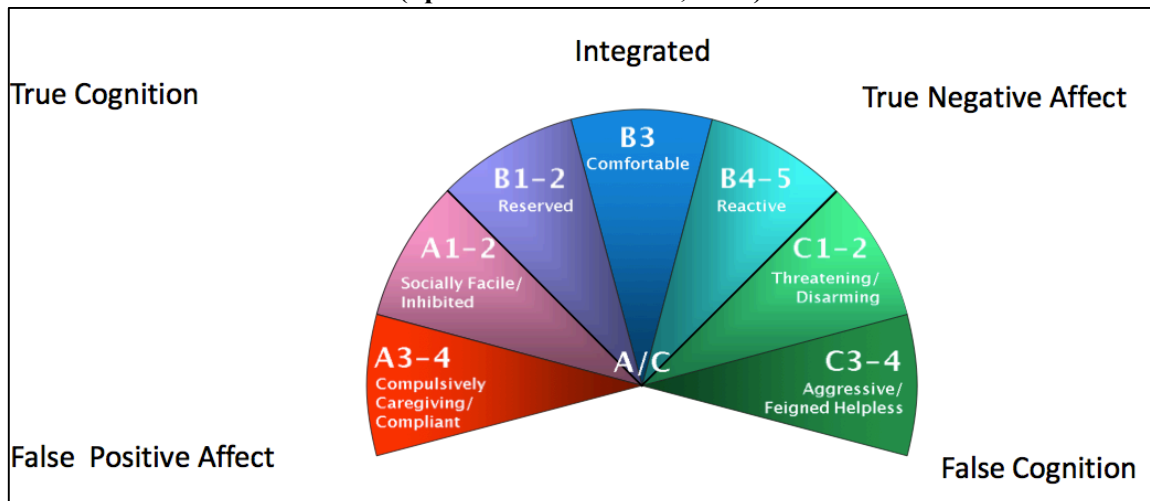 Integrated
True Cognition
True Negative Affect
B3
Comfortable
B1-2
Reserved
B4-5
Reactive
A1-2
Socially Facile/
Inhibited
C1-2
Threatening/
Disarming
A/C
A3-4
Compulsively
Caregiving/
Compliant
C3-4
Aggressive/
Feigned Helpless
False Positive Affect
False Cognition